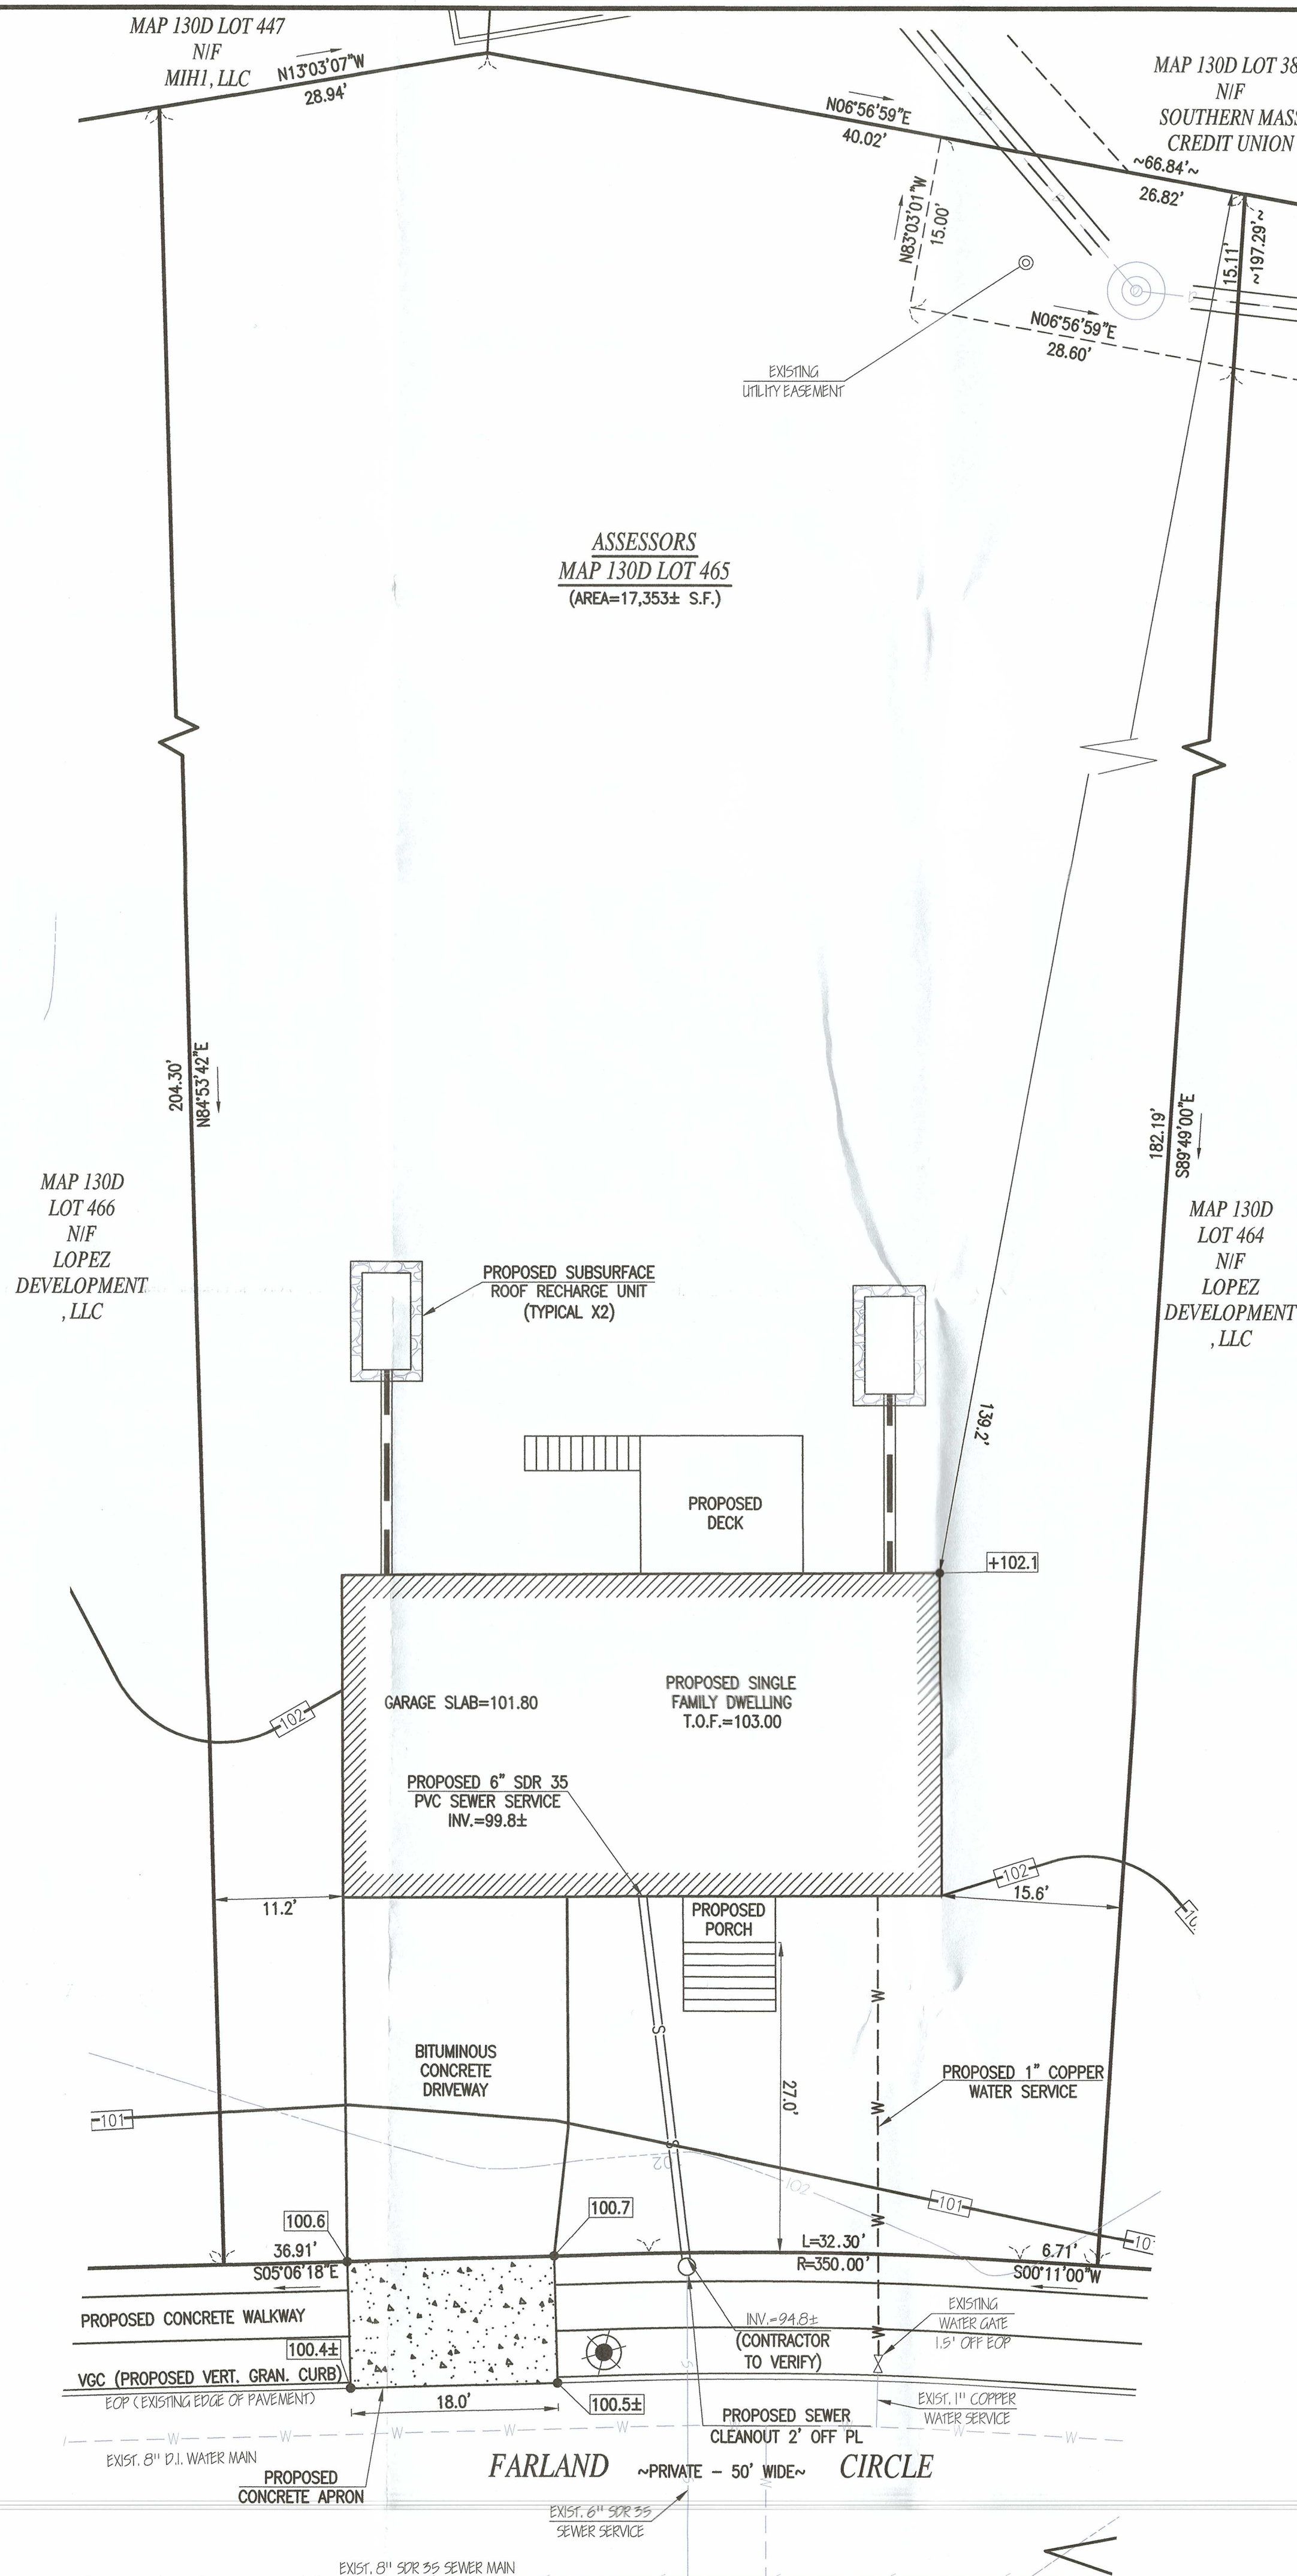 MAP 130D LOT 447
N/F
MIH1, LLC
N13°03'07"W
28.94'
N06°56'59"E
40.02'
MAP 130D LOT 38
N/F
SOUTHERN MASS
CREDIT UNION
~66.84'~
26.82'
N83°03'01"W
15.00'
15.11'
~197.29'~
D
D
D
D
N06°56'59"E
28.60'
EXISTING
UTILITY EASEMENT
ASSESSORS
MAP 130D LOT 465
(AREA=17,353± S.F.)
204.30'
N84°53'42"E
182.19'
S89°49'00"E
MAP 130D
LOT 466
N/F
LOPEZ
DEVELOPMENT
, LLC
MAP 130D
LOT 464
N/F
LOPEZ
DEVELOPMENT
, LLC
PROPOSED SUBSURFACE
ROOF RECHARGE UNIT
(TYPICAL X2)
139.2'
PROPOSED
DECK
+102.1
PROPOSED SINGLE
FAMILY DWELLING
T.O.F.=103.00
GARAGE SLAB=101.80
102
PROPOSED 6" SDR 35
PVC SEWER SERVICE
INV.=99.8±
102
11.2'
15.6'
PROPOSED
PORCH
10
W
S
BITUMINOUS
CONCRETE
DRIVEWAY
27.0'
PROPOSED 1" COPPER
WATER SERVICE
101
W
S
102
102
W
101
10
100.6
100.7
36.91'
S05°06'18"E
L=32.30'
R=350.00'
6.71'
S00°11'00"W
PROPOSED CONCRETE WALKWAY
INV.=94.8±
(CONTRACTOR
TO VERIFY)
W
EXISTING
WATER GATE
1.5' OFF EOP
100.4±
VGC (PROPOSED VERT. GRAN. CURB)
EOP (EXISTING EDGE OF PAVEMENT)
S
18.0'
100.5±
EXIST. 1" COPPER
WATER SERVICE
PROPOSED SEWER
CLEANOUT 2' OFF PL
W W W W W W W
EXIST. 8" D.I. WATER MAIN
FARLAND ~PRIVATE - 50' WIDE~ CIRCLE
PROPOSED
CONCRETE APRON
S
W
EXIST. 6" SDR 35
SEWER SERVICE
EXIST. 8" SDR 35 SEWER MAIN